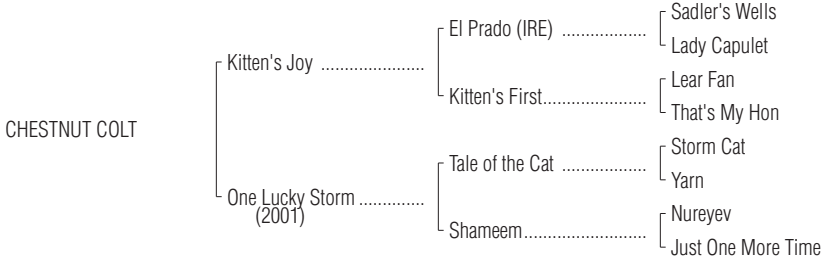 Sadler's Wells
El Prado (IRE) ..................
Lady Capulet
Kitten's Joy ......................
Lear Fan
Kitten's First......................
That's My Hon
CHESTNUT COLT
Storm Cat
Tale of the Cat ..................
Yarn
One Lucky Storm ..............
(2001)
Nureyev
Shameem..........................
Just One More Time